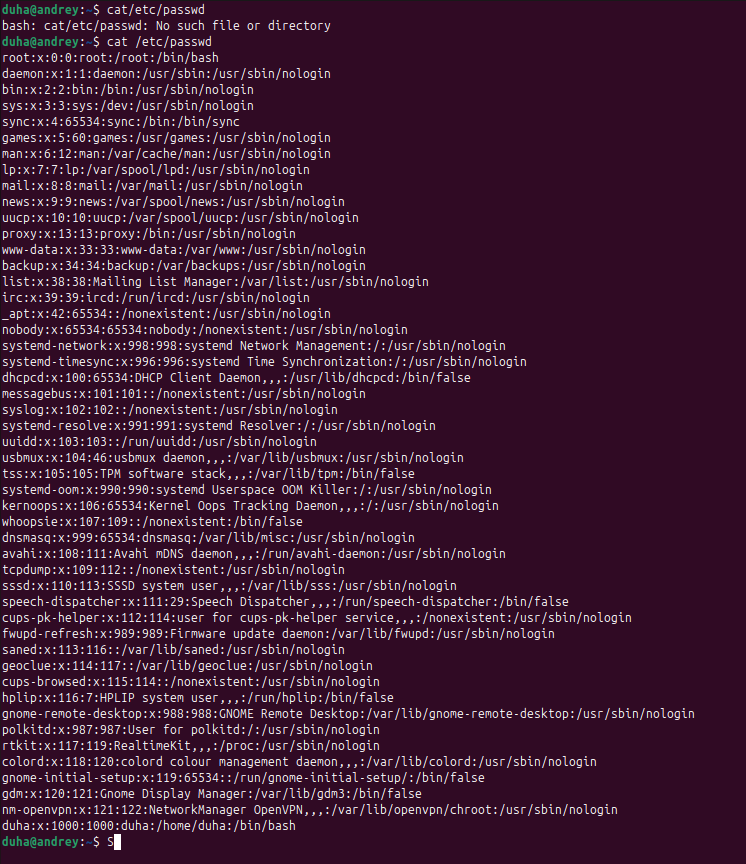 duha@andrey:~$ cat/etc/passwd
bash: cat/etc/passwd: No such file or directory
duha@andrey:~$ cat /etc/passwd
root:x:0:0:root:/root:/bin/bash
daemon:x:1:1:daemon:/usr/sbin:/usr/sbin/nologin
bin:x:2:2:bin:/bin:/usr/sbin/nologin
sys:x:3:3:sys:/dev:/usr/sbin/nologin
sync:x:4:65534:sync:/bin:/bin/sync
games:x:5:60:games:/usr/games:/usr/sbin/nologin
man:x:6:12:man:/var/cache/man:/usr/sbin/nologin
lp:x:7:7:lp:/var/spool/lpd:/usr/sbin/nologin
mail:x:8:8:mail:/var/mail:/usr/sbin/nologin
news:x:9:9:news:/var/spool/news:/usr/sbin/nologin
uucp:x:10:10:uucp:/var/spool/uucp:/usr/sbin/nologin
proxy:x:13:13:proxy:/bin:/usr/sbin/nologin
www-data:x:33:33:www-data:/var/www:/usr/sbin/nologin
backup:x:34:34:backup:/var/backups:/usr/sbin/nologin
list:x:38:38:Mailing List Manager:/var/list:/usr/sbin/nologin
irc:x:39:39:ircd:/run/ircd:/usr/sbin/nologin
_apt:x:42:65534::/nonexistent:/usr/sbin/nologin
nobody:x:65534:65534:nobody:/nonexistent:/usr/sbin/nologin
systemd-network:x:998:998:systemd Network Management:/:/usr/sbin/nologin
systemd-timesync:x:996:996:systemd Time Synchronization:/:/usr/sbin/nologin
dhcpcd:x:100:65534:DHCP Client Daemon,,,:/usr/lib/dhcpcd:/bin/false
messagebus:x:101:101::/nonexistent:/usr/sbin/nologin
syslog:x:102:102::/nonexistent:/usr/sbin/nologin
systemd-resolve:x:991:991:systemd Resolver:/:/usr/sbin/nologin
uuidd:x:103:103::/run/uuidd:/usr/sbin/nologin
usbmux:x:104:46:usbmux daemon,,,:/var/lib/usbmux:/usr/sbin/nologin
tss:x:105:105:TPM software stack,,,:/var/lib/tpm:/bin/false
systemd-oom:x:990:990:systemd Userspace OOM Killer:/:/usr/sbin/nologin
kernoops:x:106:65534:Kernel Oops Tracking Daemon,,,:/:/usr/sbin/nologin
whoopsie:x:107:109::/nonexistent:/bin/false
dnsmasq:x:999:65534:dnsmasq:/var/lib/misc:/usr/sbin/nologin
avahi:x:108:111:Avahi mDNS daemon,,,:/run/avahi-daemon:/usr/sbin/nologin
tcpdump:x:109:112::/nonexistent:/usr/sbin/nologin
sssd:x:110:113:SSSD system user,,,:/var/lib/sss:/usr/sbin/nologin
speech-dispatcher:x:111:29:Speech Dispatcher,,,:/run/speech-dispatcher:/bin/false
cups-pk-helper:x:112:114:user for cups-pk-helper service,,,:/nonexistent:/usr/sbin/nologin
fwupd-refresh:x:989:989:Firmware update daemon:/var/lib/fwupd:/usr/sbin/nologin
saned:x:113:116::/var/lib/saned:/usr/sbin/nologin
geoclue:x:114:117::/var/lib/geoclue:/usr/sbin/nologin
cups-browsed:x:115:114::/nonexistent:/usr/sbin/nologin
hplip:x:116:7:HPLIP system user,,,:/run/hplip:/bin/false
gnome-remote-desktop:x:988:988:GNOME Remote Desktop:/var/lib/gnome-remote-desktop:/usr/sbin/nologin
polkitd:x:987:987:User for polkitd:/:/usr/sbin/nologin
rtkit:x:117:119:RealtimeKit,,,:/proc:/usr/sbin/nologin
colord:x:118:120:colord colour management daemon,,,:/var/lib/colord:/usr/sbin/nologin
gnome-initial-setup:x:119:65534::/run/gnome-initial-setup/:/bin/false
gdm:x:120:121:Gnome Display Manager:/var/lib/gdm3:/bin/false
nm-openvpn:x:121:122:NetworkManager OpenVPN,,,:/var/lib/openvpn/chroot:/usr/sbin/nologin
duha:x:1000:1000:duha:/home/duha:/bin/bash
duha@andrey:~$ S